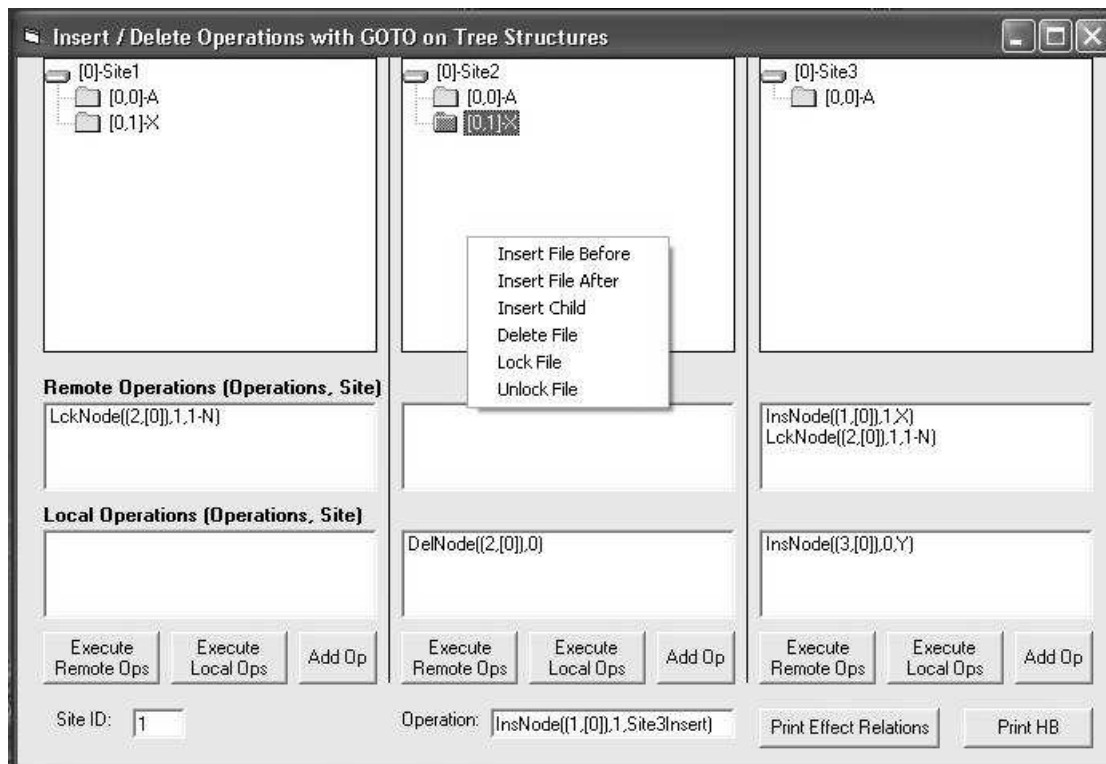 Insert / Delete Operations with GOTO on Tree Structures
[0]-Site1
[0,0]-A
[0,1]-X
[0]-Site2
[0,0]-A
[0,1]-X
[0]-Site3
[0,0]-A
Insert File Before
Insert File After
Insert Child
Delete File
Lock File
Unlock File
Remote Operations (Operations, Site)
LckNode((2,[0]),1,1-N)
InsNode((1,[0]),1,X)
LckNode((2,[0]),1,1-N)
Local Operations (Operations, Site)
DelNode((2,[0]),0)
InsNode((3,[0]),0,Y)
Execute Remote Ops
Execute Local Ops
Add Op
Execute Remote Ops
Execute Local Ops
Add Op
Execute Remote Ops
Execute Local Ops
Add Op
Site ID: 1
Operation: InsNode((1,[0]),1,Site3Insert)
Print Effect Relations
Print HB